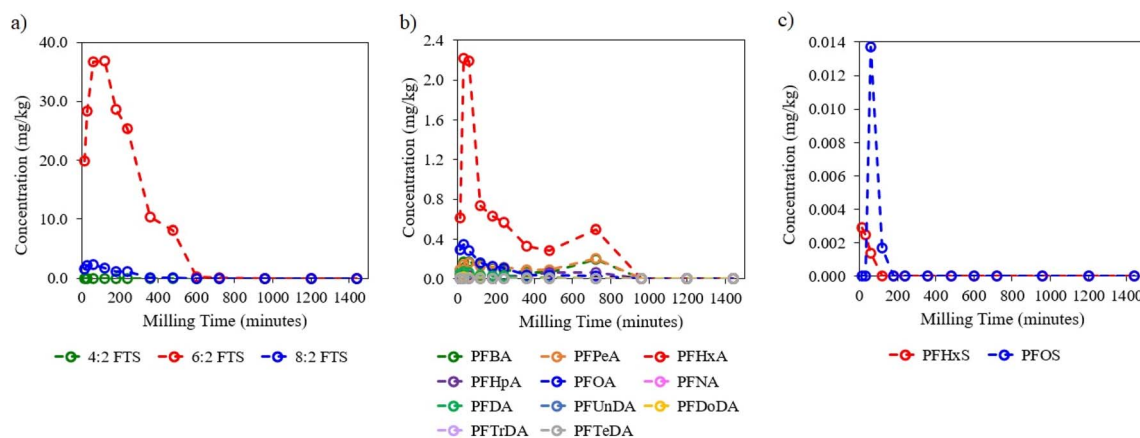 a)
Concentration (mg/kg)
40.0
30.0
20.0
10.0
0.0
0 200 400 600 800 1000 1200 1400
Milling Time (minutes)
4:2 FTS 6:2 FTS 8:2 FTS
b)
Concentration (mg/kg)
2.4
2.0
1.6
1.2
0.8
0.4
0.0
0 200 400 600 800 1000 1200 1400
Milling Time (minutes)
PFBA PFPeA PFHxA
PFHpA PFOA PFNA
PFDA PFUnDA PFDoDA
PFTrDA PFTeDA
c)
Concentration (mg/kg)
0.014
0.012
0.010
0.008
0.006
0.004
0.002
0.000
0 200 400 600 800 1000 1200 1400
Milling Time (minutes)
PFHxS PFOS